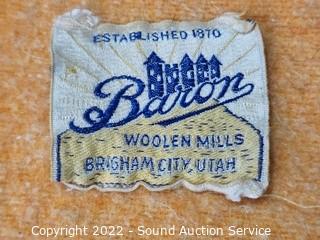 ESTABLISHED 1870
Baron
WOOLEN MILLS
BRIGHAM CITY, UTAH
Copyright 2022 - Sound Auction Service